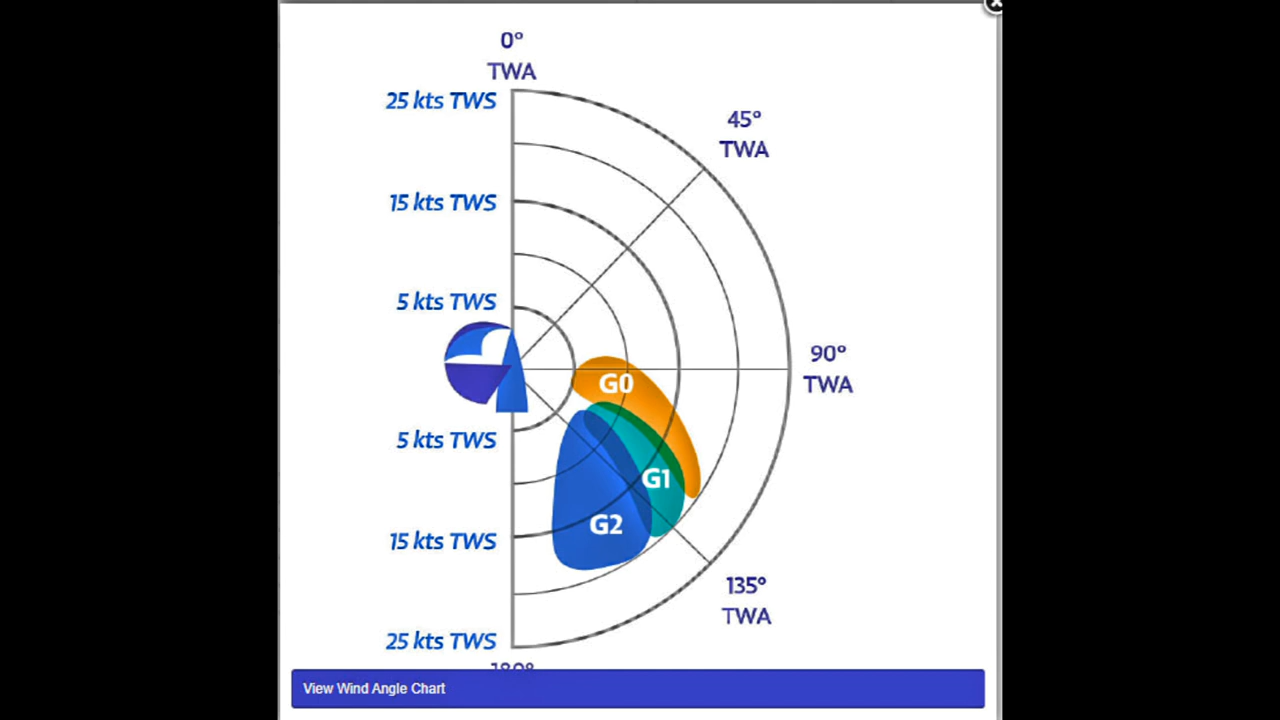 0°
TWA
25 kts TWS
45°
TWA
15 kts TWS
5 kts TWS
90°
TWA
G0
5 kts TWS
G1
G2
15 kts TWS
135°
TWA
25 kts TWS
180°
View Wind Angle Chart